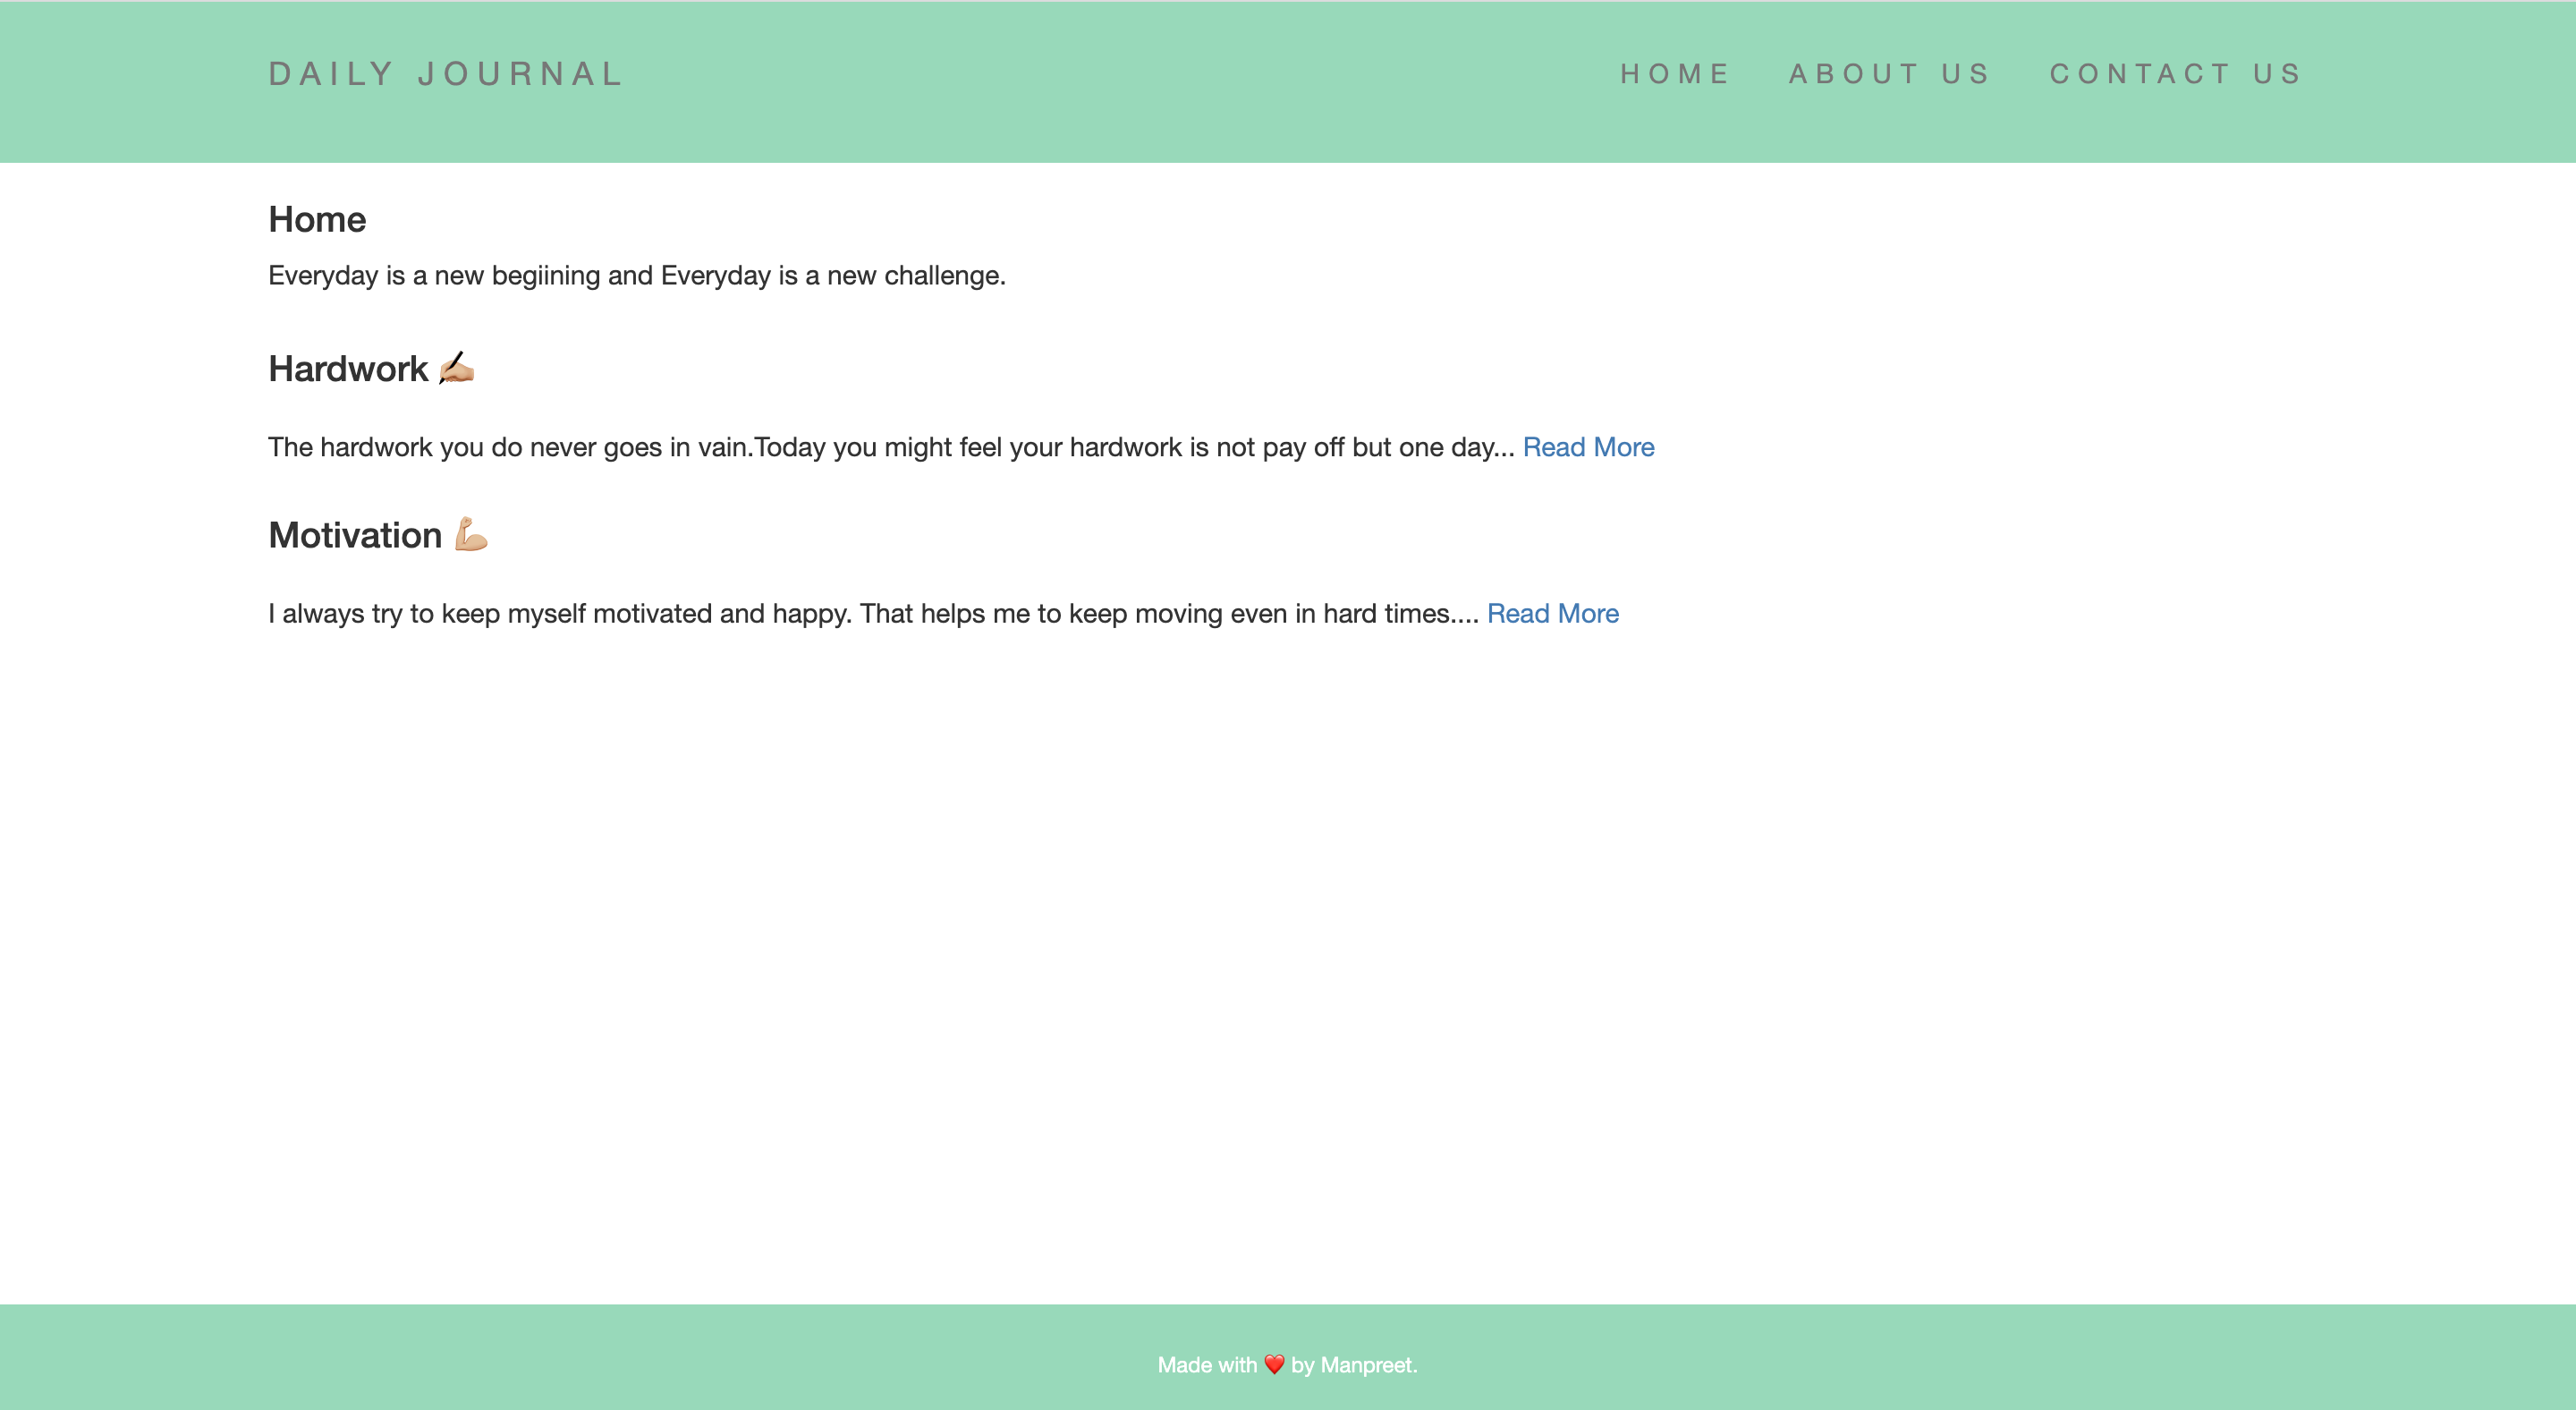 DAILY JOURNAL
HOME ABOUT US CONTACT US
Home
Everyday is a new begiining and Everyday is a new challenge.
Hardwork ✍🏼
The hardwork you do never goes in vain.Today you might feel your hardwork is not pay off but one day... Read More
Motivation 💪🏼
I always try to keep myself motivated and happy. That helps me to keep moving even in hard times.... Read More
Made with ❤️ by Manpreet.